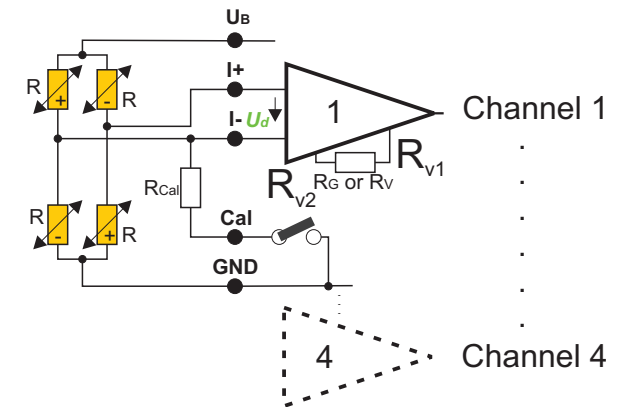 UB
I+
I- Ud
R + - R
1
Channel 1
Rv1
RG or RV
Rv2
RCal
R - + R
Cal
GND
4
Channel 4